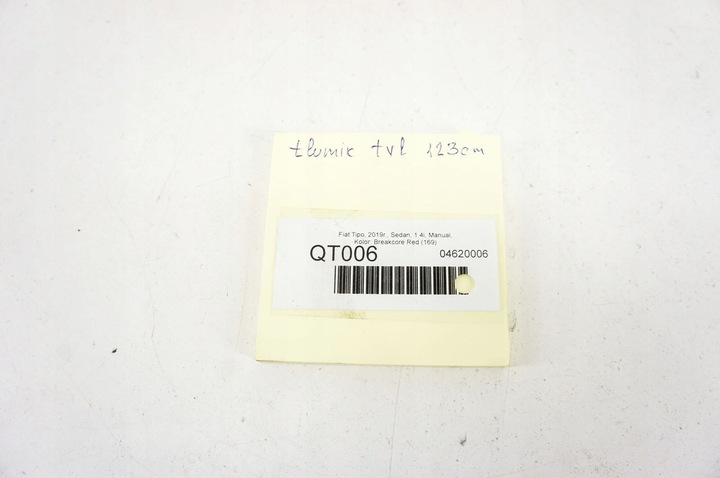 tłumik tył 123cm
Fiat Tipo, 2019r., Sedan, 1.4i, Manual,
Kolor: Breakcore Red (169)
QT006 04620006